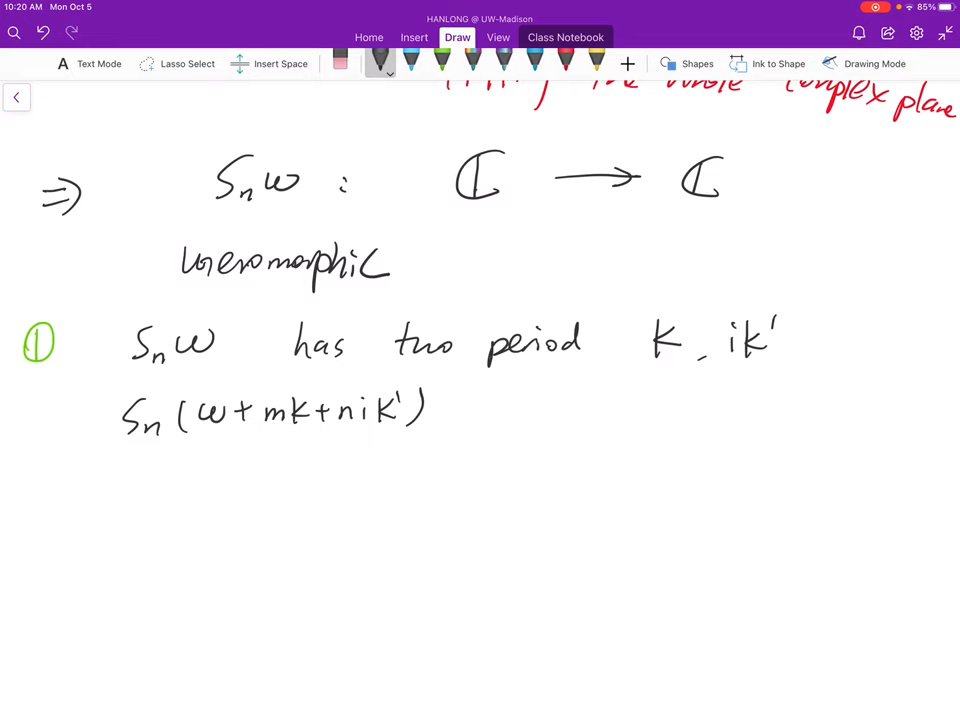 10:20 AM Mon Oct 5
85%
HANLONG @ UW-Madison
Home Insert Draw View Class Notebook
A Text Mode Lasso Select Insert Space Shapes Ink to Shape Drawing Mode
the whole complex plane
⇒ Snω : ℂ ⟶ ℂ
meromorphic
① Snω has two period K, iK'
Sn(ω+mK+niK')